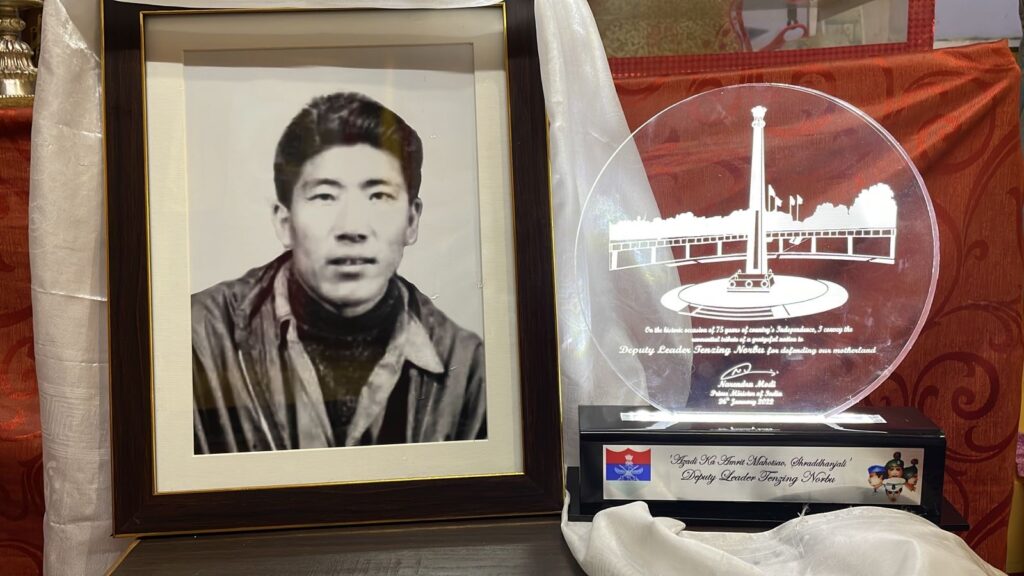 On the historic occasion of 75 years of country's Independence, I convey the
unrequited tribute of a grateful nation to
Deputy Leader Tenzing Norbu for defending our motherland
Narendra Modi
Prime Minister of India
26th January 2022
'Azadi Ka Amrit Mahotsav, Shraddhanjali'
Deputy Leader Tenzing Norbu